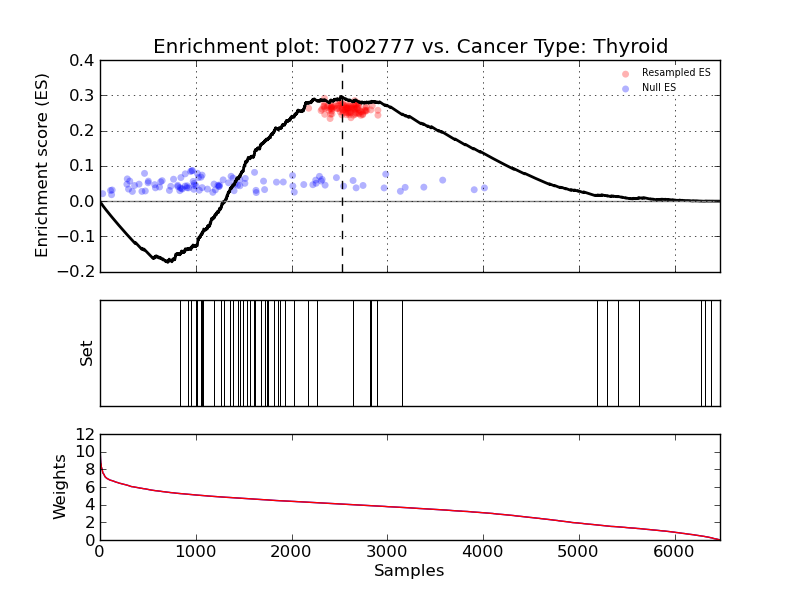 Enrichment plot: T002777 vs. Cancer Type: Thyroid
Enrichment score (ES)
0.4
0.3
0.2
0.1
0.0
−0.1
−0.2
Resampled ES
Null ES
Set
Weights
12
10
8
6
4
2
0
0 1000 2000 3000 4000 5000 6000
Samples